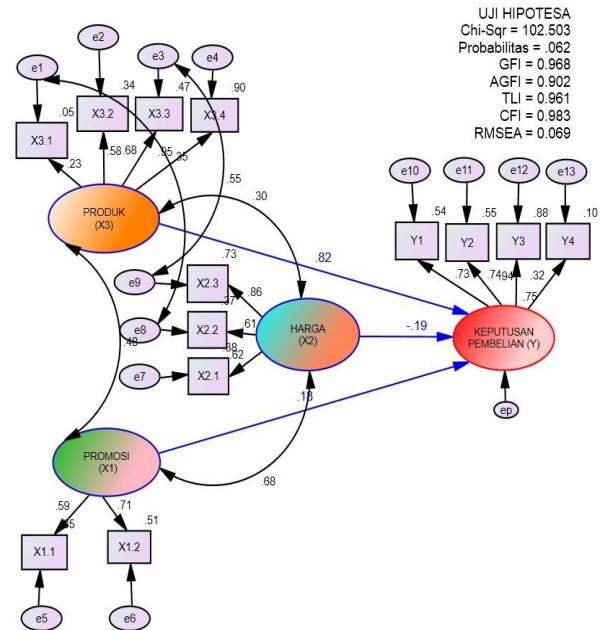 UJI HIPOTESA
Chi-Sqr = 102.503
Probabilitas = .062
GFI = 0.968
AGFI = 0.902
TLI = 0.961
CFI = 0.983
RMSEA = 0.069
e1
e2
e3
e4
.05
.34
.47
.90
X3.1
X3.2
X3.3
X3.4
.23
.58
.68
.95
.35
PRODUK
(X3)
.55
.30
e10
e11
e12
e13
.54
.55
.88
.10
Y1
Y2
Y3
Y4
.73
.74
.94
.32
.75
KEPUTUSAN
PEMBELIAN (Y)
ep
.82
-.19
.18
e9
e8
e7
.73
.37
.38
X2.3
X2.2
X2.1
.86
.61
.62
HARGA
(X2)
.48
.68
PROMOSI
(X1)
.59
.71
.51
X1.1
X1.2
e5
e6